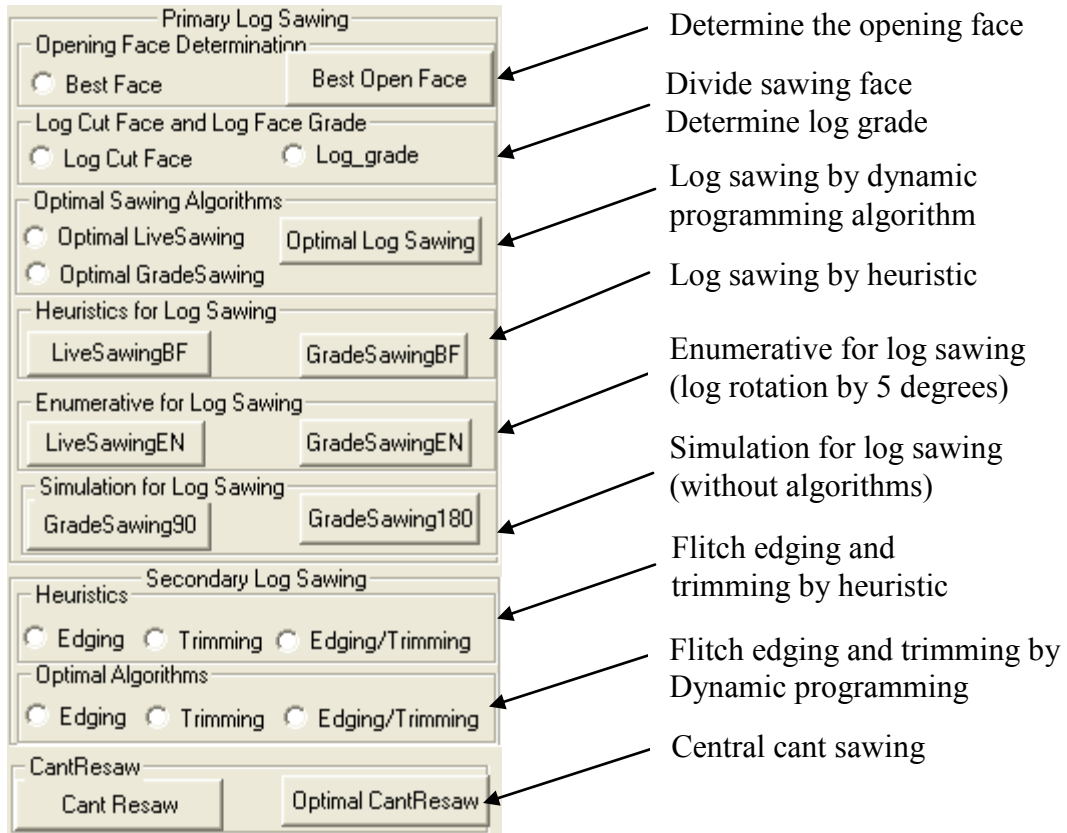 Primary Log Sawing
Opening Face Determination
Best Face
Best Open Face
Determine the opening face
Log Cut Face and Log Face Grade
Log Cut Face
Log_grade
Divide sawing face
Determine log grade
Optimal Sawing Algorithms
Optimal LiveSawing
Optimal Log Sawing
Optimal GradeSawing
Log sawing by dynamic
programming algorithm
Heuristics for Log Sawing
LiveSawingBF
GradeSawingBF
Log sawing by heuristic
Enumerative for Log Sawing
LiveSawingEN
GradeSawingEN
Enumerative for log sawing
(log rotation by 5 degrees)
Simulation for Log Sawing
GradeSawing90
GradeSawing180
Simulation for log sawing
(without algorithms)
Secondary Log Sawing
Heuristics
Edging
Trimming
Edging/Trimming
Flitch edging and
trimming by heuristic
Optimal Algorithms
Edging
Trimming
Edging/Trimming
Flitch edging and trimming by
Dynamic programming
CantResaw
Cant Resaw
Optimal CantResaw
Central cant sawing